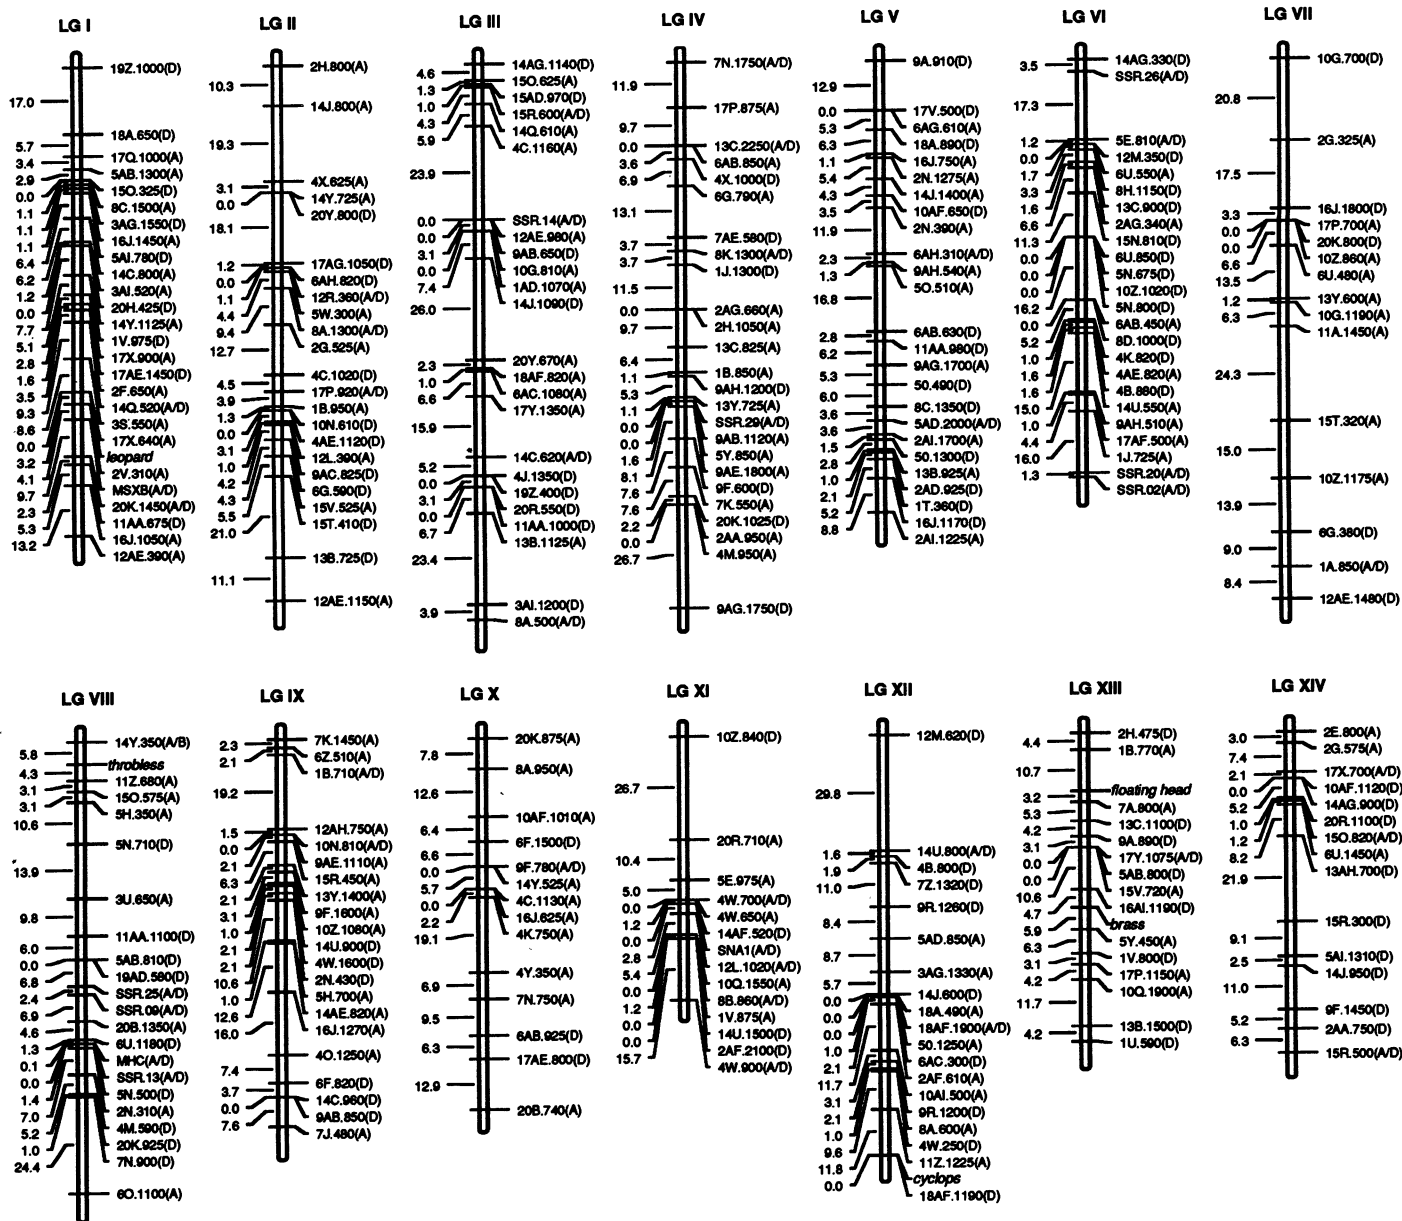 LG I
19Z.1000(D)
17.0
18A.650(D)
5.7
17Q.1000(A)
3.4
5AB.1300(A)
2.9
15O.325(D)
0.0
8C.1500(A)
1.1
3AG.1550(D)
1.1
16J.1450(A)
1.1
5AI.780(D)
6.4
14C.800(A)
6.2
3AI.520(A)
1.2
20H.425(D)
0.0
14Y.1125(A)
7.7
1V.975(D)
5.1
17X.900(A)
2.8
17AE.1450(D)
1.6
2F.650(A)
3.5
14Q.520(A/D)
9.3
3S.550(A)
8.6
17X.640(A)
0.0
leopard
3.2
2V.310(A)
4.1
MSXB(A/D)
9.7
20K.1450(A/D)
2.3
11AA.675(D)
5.3
16J.1050(A)
13.2
12AE.390(A)
LG II
2H.800(A)
10.3
14J.800(A)
19.3
4X.625(A)
3.1
14Y.725(A)
0.0
20Y.800(D)
18.1
17AG.1050(D)
1.2
6AH.820(D)
0.0
12R.360(A/D)
1.1
5W.300(A)
4.4
8A.1300(A/D)
9.4
2G.525(A)
12.7
4C.1020(D)
4.5
17P.920(A/D)
3.9
1B.950(A)
1.3
10N.610(D)
0.0
4AE.1120(D)
3.1
12L.390(A)
1.0
9AC.825(D)
4.2
6G.590(D)
4.3
15V.525(A)
5.5
15T.410(D)
21.0
13B.725(D)
11.1
12AE.1150(A)
LG III
14AG.1140(D)
4.6
15O.625(A)
1.3
15AD.970(D)
1.0
15R.600(A/D)
4.3
14Q.610(A)
5.9
4C.1160(A)
23.9
SSR.14(A/D)
0.0
12AE.980(A)
0.0
9AB.650(D)
3.1
10G.810(A)
0.0
1AD.1070(A)
7.4
14J.1090(D)
26.0
20Y.670(A)
2.3
18AF.820(A)
1.0
6AC.1080(A)
6.6
17Y.1350(A)
15.9
14C.620(A/D)
5.2
4J.1350(D)
0.0
19Z.400(D)
3.1
20R.550(D)
0.0
11AA.1000(D)
6.7
13B.1125(A)
23.4
3AI.1200(D)
3.9
8A.500(A/D)
LG IV
7N.1750(A/D)
11.9
17P.875(A)
9.7
13C.2250(A/D)
0.0
6AB.850(A)
3.6
4X.1000(D)
6.9
6G.790(A)
13.1
7AE.580(D)
3.7
8K.1300(A/D)
3.7
1J.1300(D)
11.5
2AG.660(A)
0.0
2H.1050(A)
9.7
13C.825(A)
6.4
1B.850(A)
1.1
9AH.1200(D)
5.3
13Y.725(A)
1.1
SSR.29(A/D)
0.0
9AB.1120(A)
0.0
5Y.850(A)
1.6
9AE.1800(A)
8.1
9F.600(D)
7.6
7K.550(A)
7.6
20K.1025(D)
2.2
2AA.950(A)
0.0
4M.950(A)
26.7
9AG.1750(D)
LG V
9A.910(D)
12.9
17V.500(D)
0.0
6AG.610(A)
5.3
18A.890(D)
6.3
16J.750(A)
1.1
2N.1275(A)
5.4
14J.1400(A)
4.3
10AF.650(D)
3.5
2N.390(A)
11.9
6AH.310(A/D)
2.3
9AH.540(A)
1.3
5O.510(A)
16.8
6AB.630(D)
2.8
11AA.980(D)
6.2
9AG.1700(A)
5.3
50.490(D)
6.0
8C.1350(D)
3.6
5AD.2000(A/D)
3.6
2AI.1700(A)
1.5
50.1300(D)
2.8
13B.925(A)
1.0
2AD.925(D)
2.1
1T.360(D)
5.2
16J.1170(D)
8.8
2AI.1225(A)
LG VI
14AG.330(D)
3.5
SSR.26(A/D)
17.3
5E.810(A/D)
1.2
12M.350(D)
0.0
6U.550(A)
1.7
8H.1150(D)
3.3
13C.900(D)
1.6
2AG.340(A)
6.6
15N.810(D)
11.3
6U.850(D)
0.0
5N.675(D)
0.0
10Z.1020(D)
0.0
5N.800(D)
16.2
6AB.450(A)
0.0
8D.1000(D)
5.2
4K.820(D)
1.0
4AE.820(A)
1.6
4B.860(D)
1.6
14U.550(A)
15.0
9AH.510(A)
1.0
17AF.500(A)
4.4
1J.725(A)
16.0
SSR.20(A/D)
1.3
SSR.02(A/D)
LG VII
10G.700(D)
20.8
2G.325(A)
17.5
16J.1800(D)
3.3
17P.700(A)
0.0
20K.800(D)
0.0
10Z.860(A)
6.6
6U.480(A)
13.5
13Y.600(A)
1.2
10G.1190(A)
6.3
11A.1450(A)
24.3
15T.320(A)
15.0
10Z.1175(A)
13.9
6G.380(D)
9.0
1A.850(A/D)
8.4
12AE.1480(D)
LG VIII
14Y.350(A/B)
5.8
throbless
4.3
11Z.680(A)
3.1
15O.575(A)
3.1
5H.350(A)
10.6
5N.710(D)
13.9
3U.650(A)
9.8
11AA.1100(D)
6.0
5AB.810(D)
0.0
19AD.580(D)
6.8
SSR.25(A/D)
2.4
SSR.09(A/D)
6.9
20B.1350(A)
4.6
6U.1180(D)
1.3
MHC(A/D)
0.1
SSR.13(A/D)
0.0
5N.500(D)
1.4
2N.310(A)
7.0
4M.590(D)
5.2
20K.925(D)
1.0
7N.900(D)
24.4
6O.1100(A)
LG IX
7K.1450(A)
2.3
6Z.510(A)
2.1
1B.710(A/D)
19.2
12AH.750(A)
1.5
10N.810(A/D)
0.0
9AE.1110(A)
2.1
15R.450(A)
6.3
13Y.1400(A)
2.1
9F.1600(A)
3.1
10Z.1080(A)
1.0
14U.900(D)
2.1
4W.1600(D)
2.1
2N.430(D)
10.6
5H.700(A)
1.0
14AE.820(A)
12.6
16J.1270(A)
16.0
4O.1250(A)
7.4
6F.820(D)
3.7
14C.960(D)
0.0
9AB.850(D)
7.6
7J.480(A)
LG X
20K.875(A)
7.8
8A.950(A)
12.6
10AF.1010(A)
6.4
6F.1500(D)
6.6
9F.780(A/D)
0.0
14Y.525(A)
5.7
4C.1130(A)
0.0
16J.625(A)
2.2
4K.750(A)
19.1
4Y.350(A)
6.9
7N.750(A)
9.5
6AB.925(D)
6.3
17AE.800(D)
12.9
20B.740(A)
LG XI
10Z.840(D)
26.7
20R.710(A)
10.4
5E.975(A)
5.0
4W.700(A/D)
0.0
4W.650(A)
1.2
14AF.520(D)
0.0
SNA1(A/D)
2.8
12L.1020(A/D)
5.4
10Q.1550(A)
0.0
8B.860(A/D)
1.2
1V.875(A)
0.0
14U.1500(D)
0.0
2AF.2100(D)
15.7
4W.900(A/D)
LG XII
12M.620(D)
29.8
14U.800(A/D)
1.6
4B.800(D)
1.9
7Z.1320(D)
11.0
9R.1260(D)
8.4
5AD.850(A)
8.7
3AG.1330(A)
5.7
14J.600(D)
0.0
18A.490(A)
0.0
18AF.1900(A/D)
0.0
50.1250(A)
1.0
6AC.300(D)
2.1
2AF.610(A)
11.7
10AI.500(A)
3.1
9R.1200(D)
2.1
8A.600(A)
1.0
4W.250(D)
9.6
11Z.1225(A)
11.8
cyclops
0.0
18AF.1190(D)
LG XIII
2H.475(D)
4.4
1B.770(A)
10.7
floating head
3.2
7A.800(A)
5.3
13C.1100(D)
4.2
9A.890(D)
3.1
17Y.1075(A/D)
0.0
5AB.800(D)
0.0
15V.720(A)
10.6
16AI.1190(D)
4.7
brass
5.9
5Y.450(A)
6.3
1V.800(D)
3.1
17P.1150(A)
4.2
10Q.1900(A)
11.7
13B.1500(D)
4.2
1U.590(D)
LG XIV
2E.800(A)
3.0
2G.575(A)
7.4
17X.700(A/D)
2.1
10AF.1120(D)
0.0
14AG.900(D)
5.2
20R.1100(D)
1.0
15O.820(A/D)
1.2
6U.1450(A)
8.2
13AH.700(D)
21.9
15R.300(D)
9.1
5AI.1310(D)
2.5
14J.950(D)
11.0
9F.1450(D)
5.2
2AA.750(D)
6.3
15R.500(A/D)